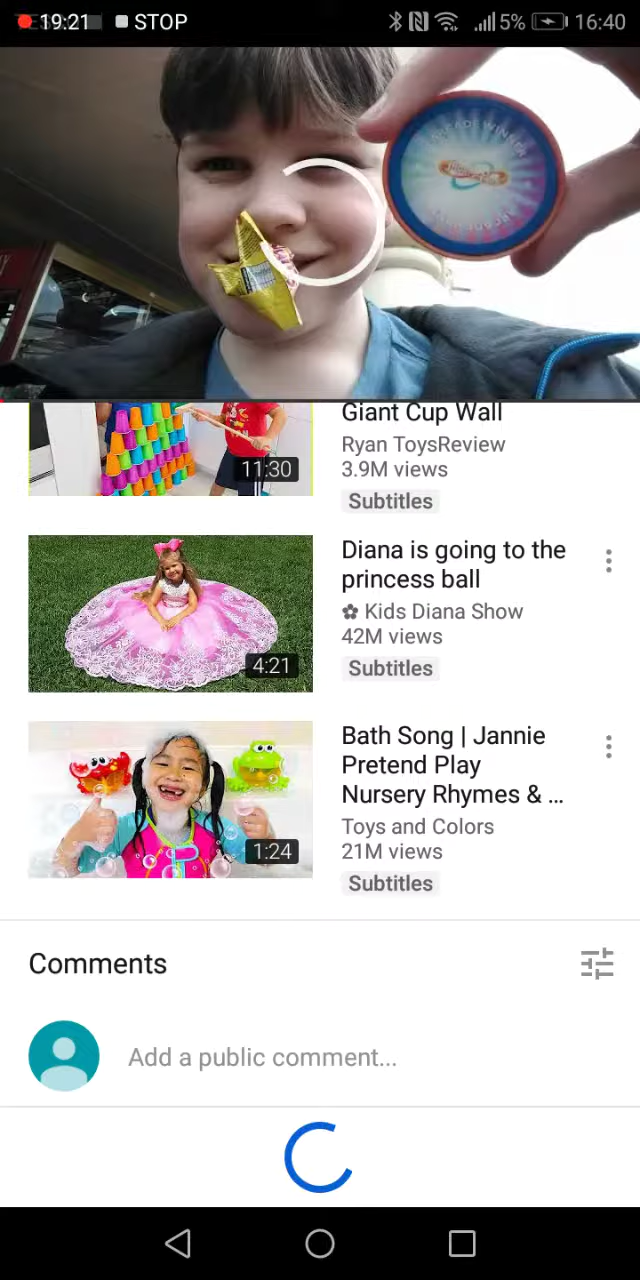 19:21 STOP 5% 16:40
ARCADE WINNER
Giant Cup Wall
Ryan ToysReview
11:30
3.9M views
Subtitles
Diana is going to the
princess ball
Kids Diana Show
42M views
4:21
Subtitles
Bath Song | Jannie
Pretend Play
Nursery Rhymes & ...
Toys and Colors
1:24
21M views
Subtitles
Comments
Add a public comment...